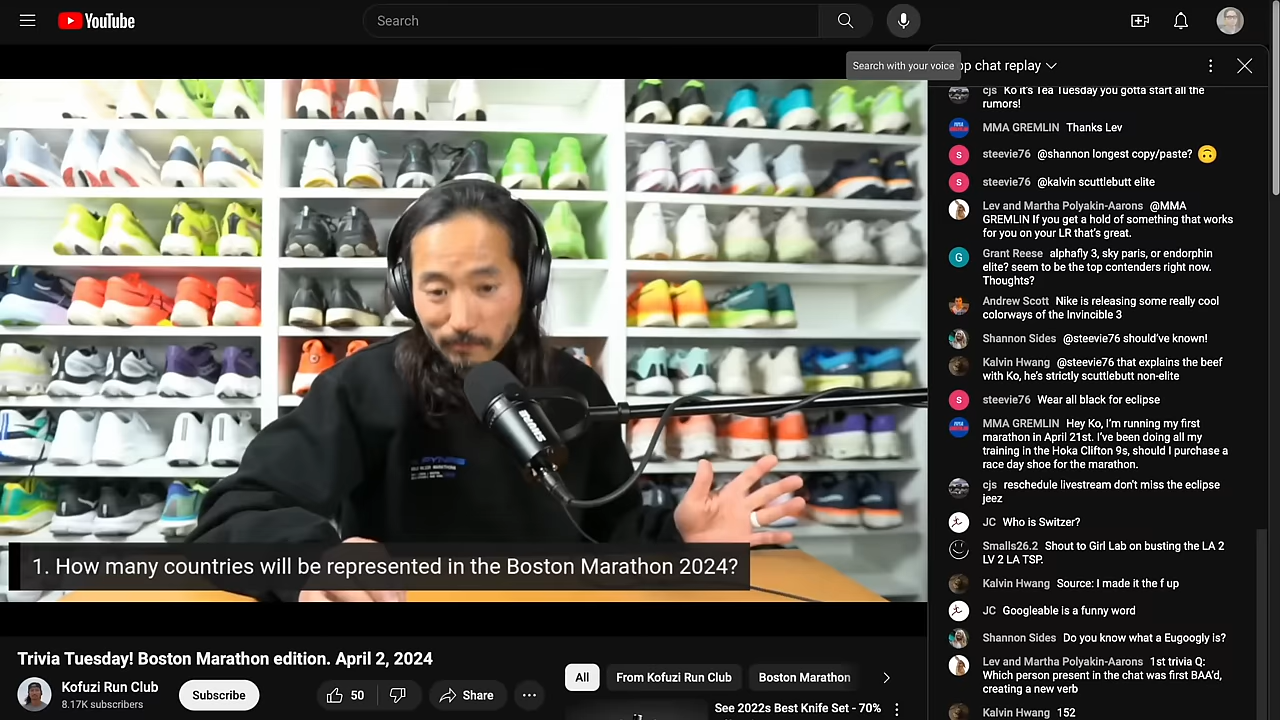 YouTube
Search
Search with your voice
op chat replay
cjs Ko it's Tea Tuesday you gotta start all the
rumors!
MMA GREMLIN Thanks Lev
steevie76 @shannon longest copy/paste? 🙃
steevie76 @kalvin scuttlebutt elite
Lev and Martha Polyakin-Aarons @MMA
GREMLIN If you get a hold of something that works
for you on your LR that's great.
Grant Reese alphafly 3, sky paris, or endorphin
elite? seem to be the top contenders right now.
Thoughts?
Andrew Scott Nike is releasing some really cool
colorways of the Invincible 3
Shannon Sides @steevie76 should've known!
Kalvin Hwang @steevie76 that explains the beef
with Ko, he's strictly scuttlebutt non-elite
steevie76 Wear all black for eclipse
MMA GREMLIN Hey Ko, I'm running my first
marathon in April 21st. I've been doing all my
training in the Hoka Clifton 9s, should I purchase a
race day shoe for the marathon.
cjs reschedule livestream don't miss the eclipse
jeez
JC Who is Switzer?
Smalls26.2 Shout to Girl Lab on busting the LA 2
LV 2 LA TSP.
Kalvin Hwang Source: I made it the f up
JC Googleable is a funny word
Shannon Sides Do you know what a Eugoogly is?
Lev and Martha Polyakin-Aarons 1st trivia Q:
Which person present in the chat was first BAA'd,
creating a new verb
Kalvin Hwang 152
S
S
G
S
SHURE
1. How many countries will be represented in the Boston Marathon 2024?
Trivia Tuesday! Boston Marathon edition. April 2, 2024
Kofuzi Run Club
8.17K subscribers
Subscribe
50
Share
All
From Kofuzi Run Club
Boston Marathon
See 2022s Best Knife Set - 70%